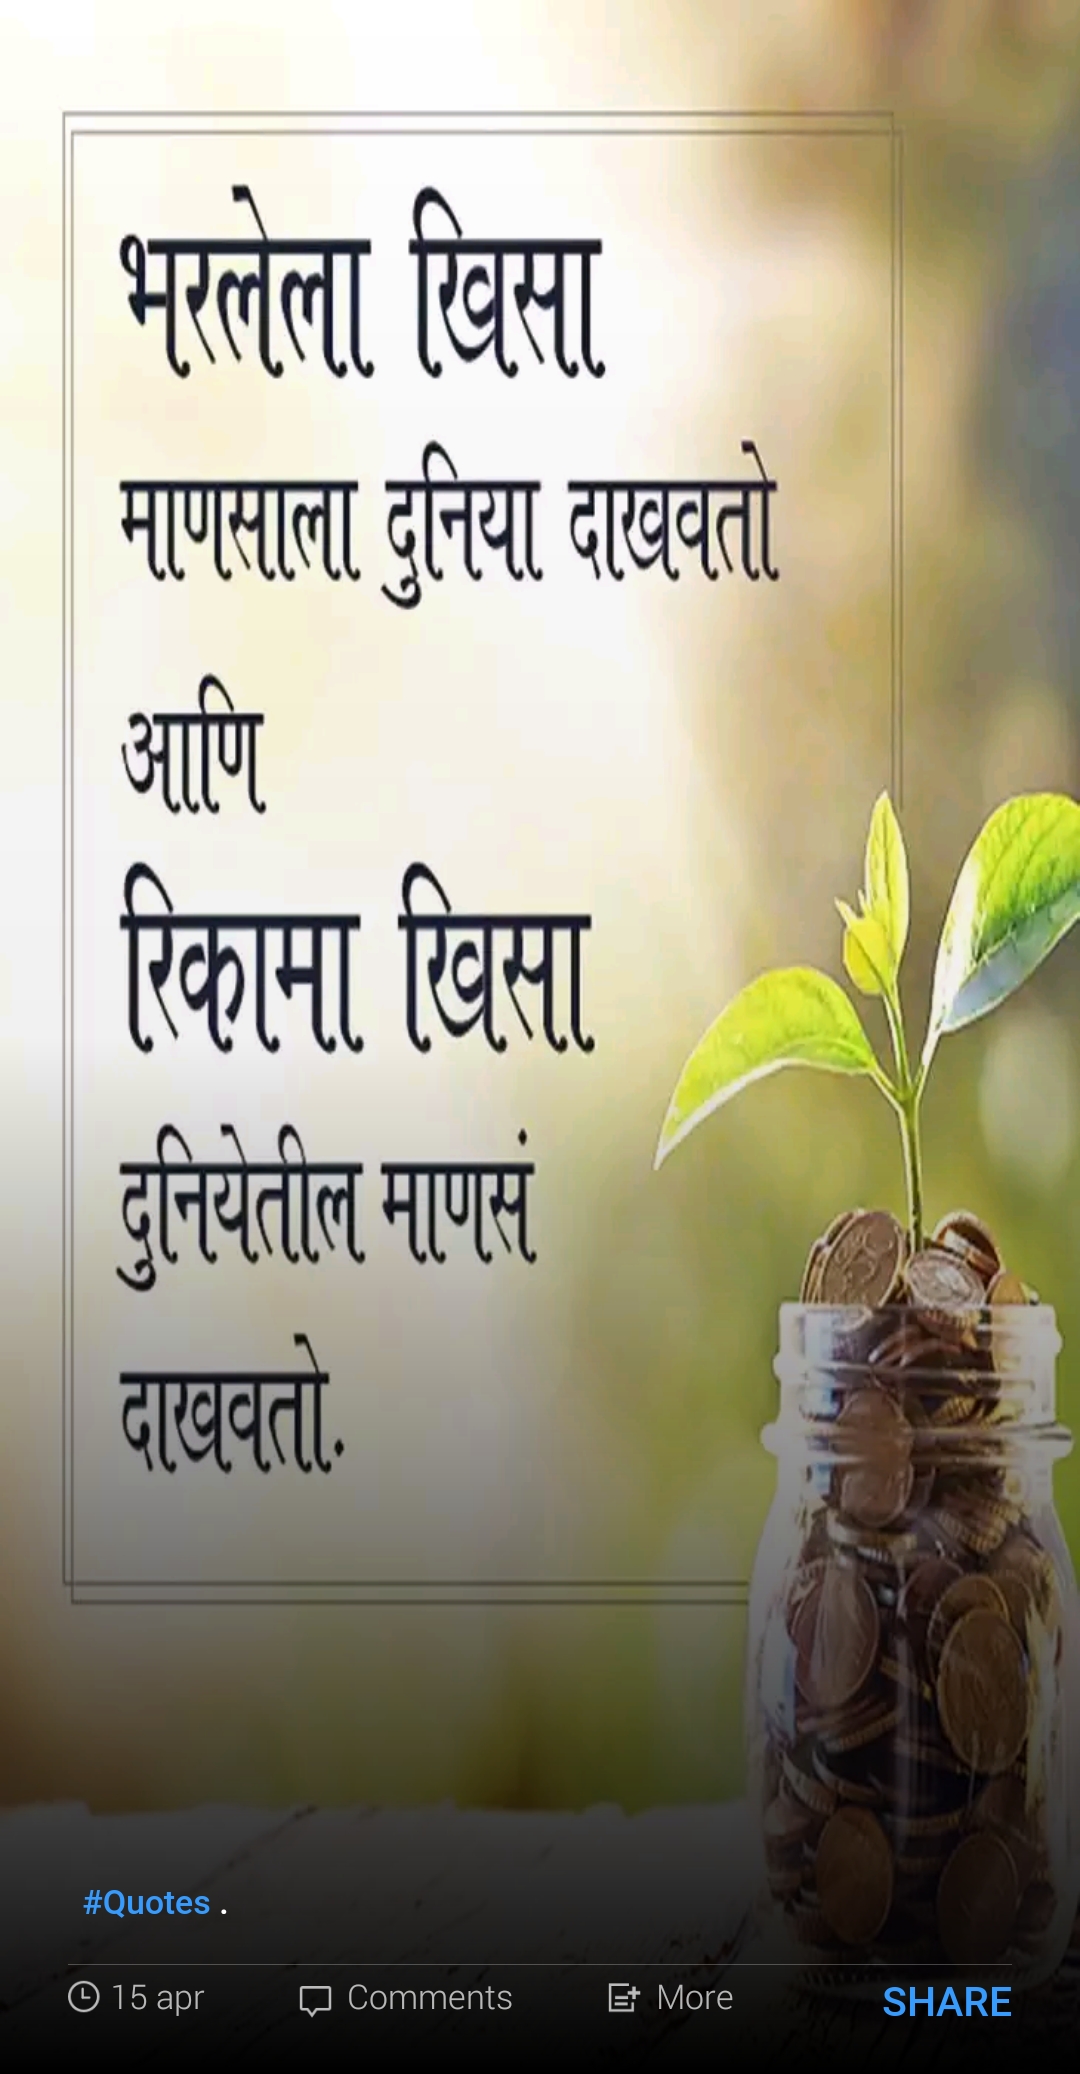 भरलेला खिसा
माणसाला दुनिया दाखवतो
आणि
रिकामा खिसा
दुनियेतील माणसं
दाखवतो.
#Quotes .
15 apr Comments More SHARE